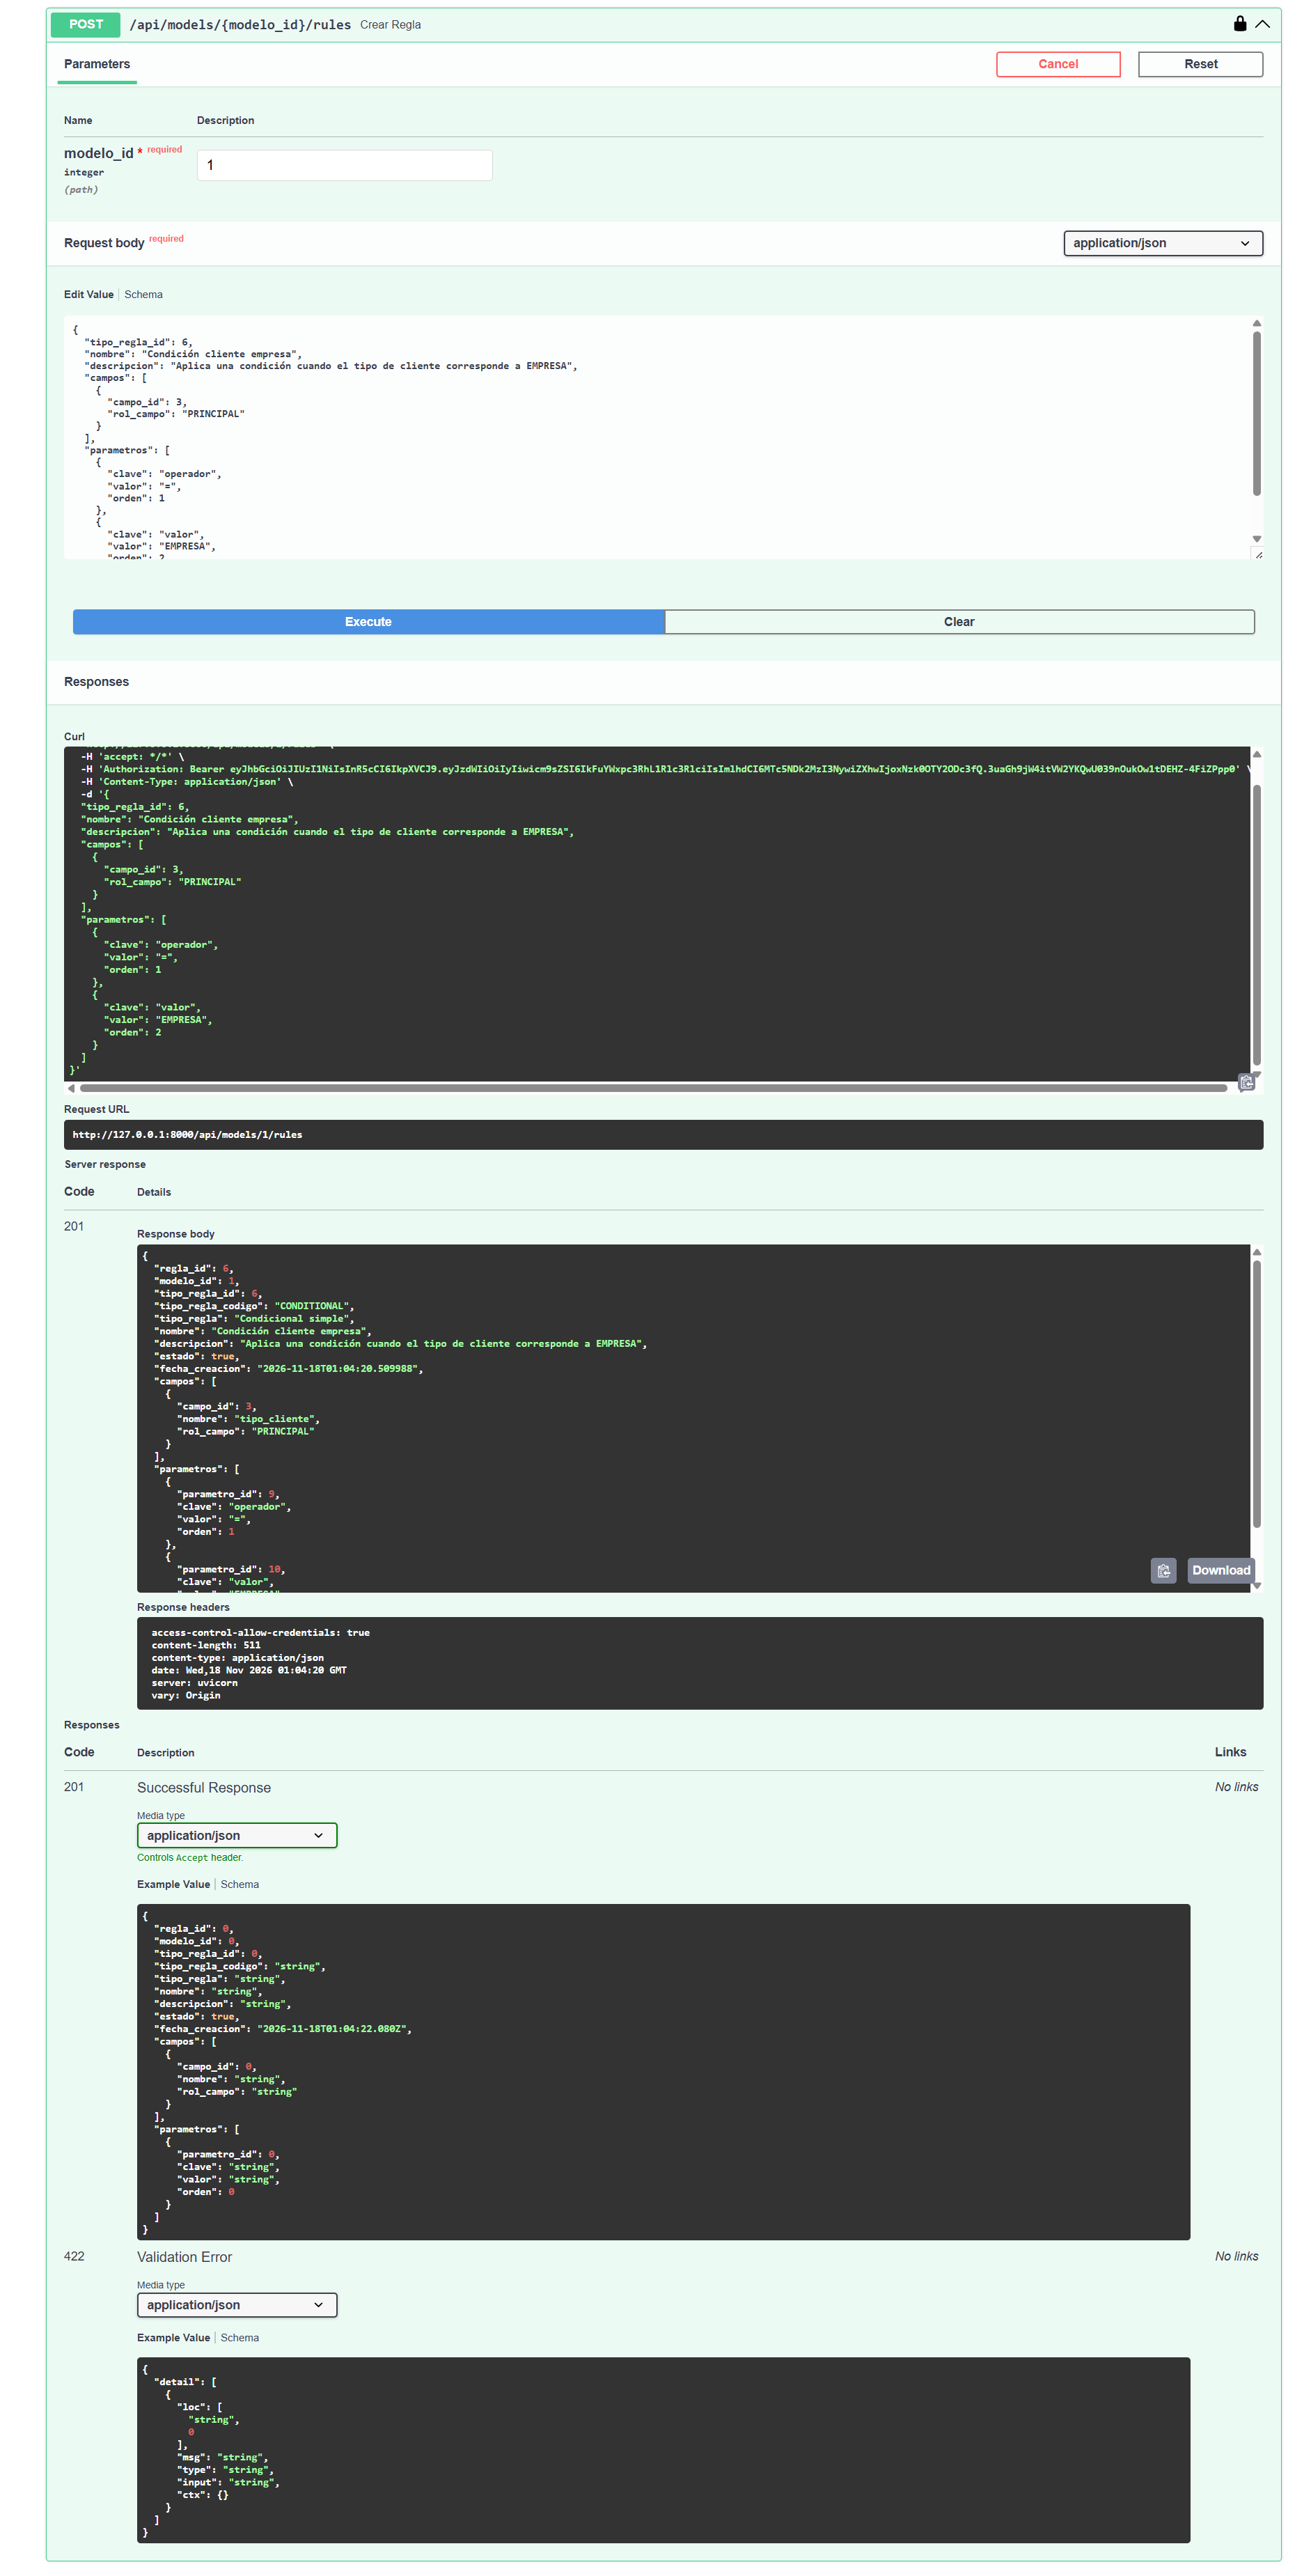 POST /api/models/{modelo_id}/rules Crear Regla
Parameters
Cancel
Reset
Name Description
modelo_id * required
integer
(path)
1
Request body required
application/json
Edit Value | Schema
{
  "tipo_regla_id": 6,
  "nombre": "Condición cliente empresa",
  "descripcion": "Aplica una condición cuando el tipo de cliente corresponde a EMPRESA",
  "campos": [
    {
      "campo_id": 3,
      "rol_campo": "PRINCIPAL"
    }
  ],
  "parametros": [
    {
      "clave": "operador",
      "valor": "=",
      "orden": 1
    },
    {
      "clave": "valor",
      "valor": "EMPRESA",
      "orden": 2
Execute
Clear
Responses
Curl
  -H 'accept: */*' \
  -H 'Content-Type: application/json' \
  -d '{
  "tipo_regla_id": 6,
  "nombre": "Condición cliente empresa",
  "descripcion": "Aplica una condición cuando el tipo de cliente corresponde a EMPRESA",
  "campos": [
    {
      "campo_id": 3,
      "rol_campo": "PRINCIPAL"
    }
  ],
  "parametros": [
    {
      "clave": "operador",
      "valor": "=",
      "orden": 1
    },
    {
      "clave": "valor",
      "valor": "EMPRESA",
      "orden": 2
    }
  ]
}'
Request URL
http://127.0.0.1:8000/api/models/1/rules
Server response
Code Details
201
Response body
{
  "regla_id": 6,
  "modelo_id": 1,
  "tipo_regla_id": 6,
  "tipo_regla_codigo": "CONDITIONAL",
  "tipo_regla": "Condicional simple",
  "nombre": "Condición cliente empresa",
  "descripcion": "Aplica una condición cuando el tipo de cliente corresponde a EMPRESA",
  "estado": true,
  "fecha_creacion": "2026-11-18T01:04:20.509988",
  "campos": [
    {
      "campo_id": 3,
      "nombre": "tipo_cliente",
      "rol_campo": "PRINCIPAL"
    }
  ],
  "parametros": [
    {
      "parametro_id": 9,
      "clave": "operador",
      "valor": "=",
      "orden": 1
    },
    {
      "parametro_id": 10,
      "clave": "valor",
Download
Response headers
access-control-allow-credentials: true
content-length: 511
content-type: application/json
date: Wed,18 Nov 2026 01:04:20 GMT
server: uvicorn
vary: Origin
Responses
Code Description Links
201 Successful Response No links
Media type
application/json
Controls Accept header.
Example Value | Schema
{
  "regla_id": 0,
  "modelo_id": 0,
  "tipo_regla_id": 0,
  "tipo_regla_codigo": "string",
  "tipo_regla": "string",
  "nombre": "string",
  "descripcion": "string",
  "estado": true,
  "fecha_creacion": "2026-11-18T01:04:22.080Z",
  "campos": [
    {
      "campo_id": 0,
      "nombre": "string",
      "rol_campo": "string"
    }
  ],
  "parametros": [
    {
      "parametro_id": 0,
      "clave": "string",
      "valor": "string",
      "orden": 0
    }
  ]
}
422 Validation Error No links
Media type
application/json
Example Value | Schema
{
  "detail": [
    {
      "loc": [
        "string",
        0
      ],
      "msg": "string",
      "type": "string",
      "input": "string",
      "ctx": {}
    }
  ]
}